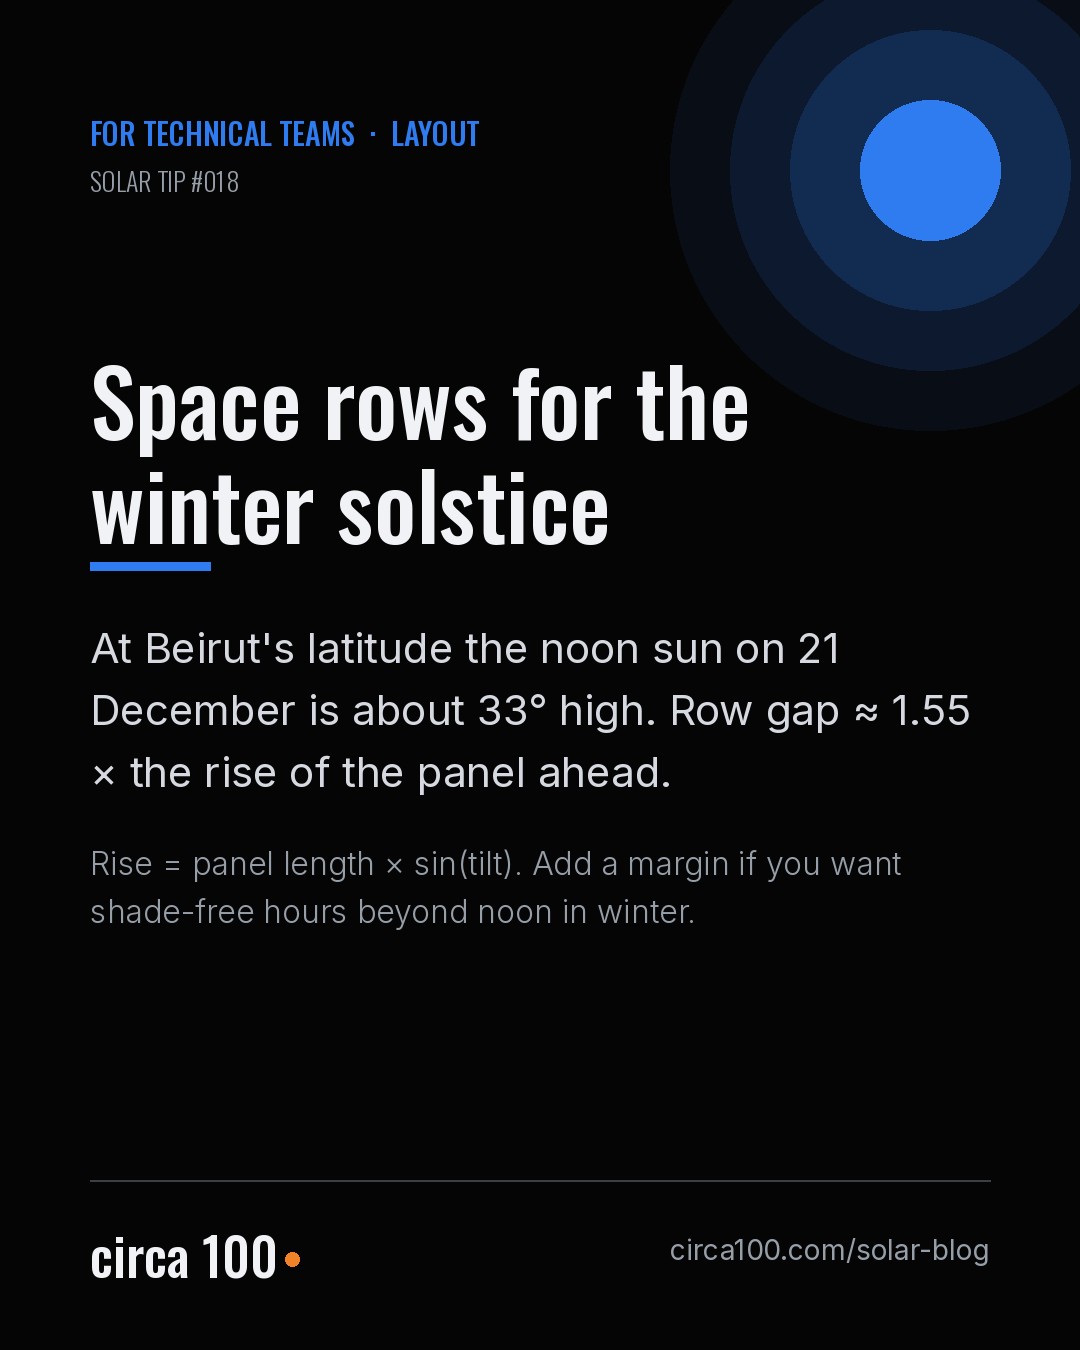 FOR TECHNICAL TEAMS · LAYOUT
SOLAR TIP #018
Space rows for the
winter solstice
At Beirut's latitude the noon sun on 21
December is about 33° high. Row gap ≈ 1.55
× the rise of the panel ahead.
Rise = panel length × sin(tilt). Add a margin if you want
shade-free hours beyond noon in winter.
circa 100
circa100.com/solar-blog